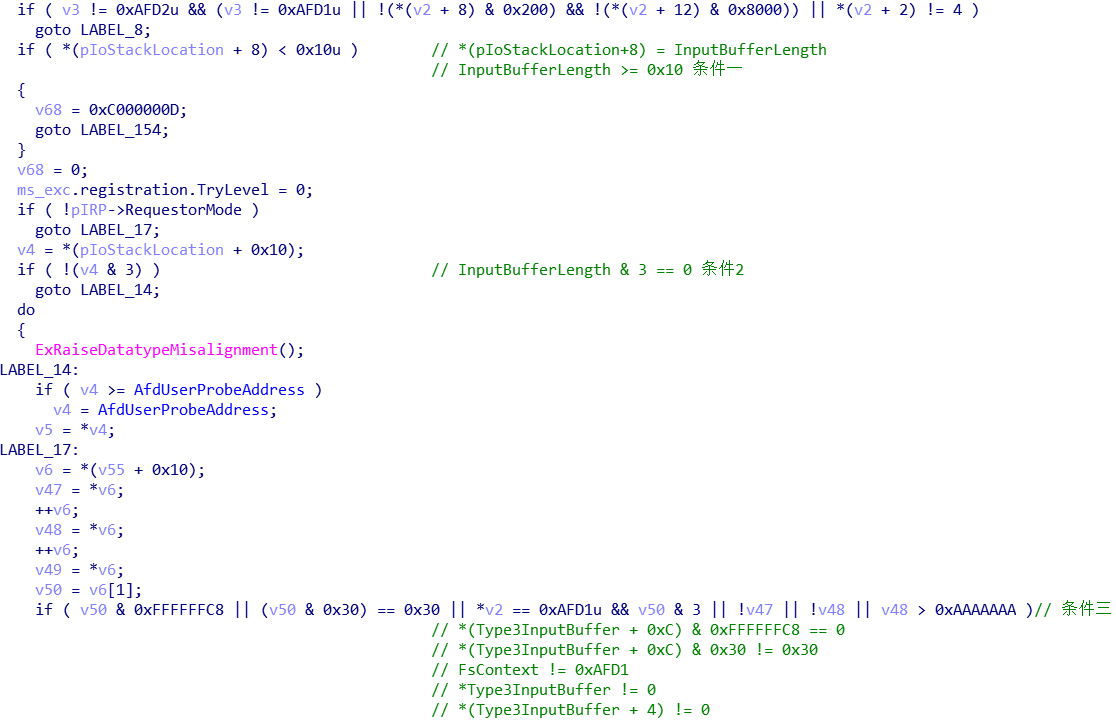 if ( v3 != 0xAFD2u && (v3 != 0xAFD1u || !(*(v2 + 8) & 0x200) && !(*(v2 + 12) & 0x8000)) || *(v2 + 2) != 4 )
goto LABEL_8;
if ( *(pIoStackLocation + 8) < 0x10u ) // *(pIoStackLocation+8) = InputBufferLength
// InputBufferLength >= 0x10 条件一
{
v68 = 0xC000000D;
goto LABEL_154;
}
v68 = 0;
ms_exc.registration.TryLevel = 0;
if ( !pIRP->RequestorMode )
goto LABEL_17;
v4 = *(pIoStackLocation + 0x10);
if ( !(v4 & 3) ) // InputBufferLength & 3 == 0 条件2
goto LABEL_14;
do
{
ExRaiseDatatypeMisalignment();
LABEL_14:
if ( v4 >= AfdUserProbeAddress )
v4 = AfdUserProbeAddress;
v5 = *v4;
LABEL_17:
v6 = *(v55 + 0x10);
v47 = *v6;
++v6;
v48 = *v6;
++v6;
v49 = *v6;
v50 = v6[1];
if ( v50 & 0xFFFFFFC8 || (v50 & 0x30) == 0x30 || *v2 == 0xAFD1u && v50 & 3 || !v47 || !v48 || v48 > 0xAAAAAAA )// 条件三
// *(Type3InputBuffer + 0xC) & 0xFFFFFFC8 == 0
// *(Type3InputBuffer + 0xC) & 0x30 != 0x30
// FsContext != 0xAFD1
// *Type3InputBuffer != 0
// *(Type3InputBuffer + 4) != 0